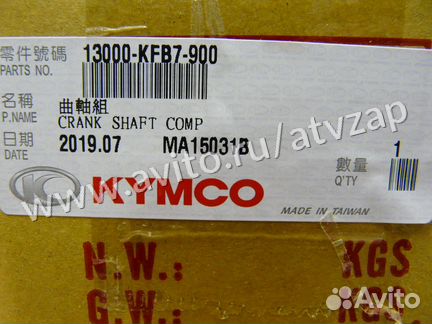 零件號碼 13000-KFB7-900
PARTS NO.
名稱 曲軸組
P.NAME CRANK SHAFT COMP
日期 2019.07 MA15031B 數量 1
DATE Q'TY
KYMCO
MADE IN TAIWAN
www.avito.ru/atvzap
N.W.: KGS
G.W.: KGS
Avito